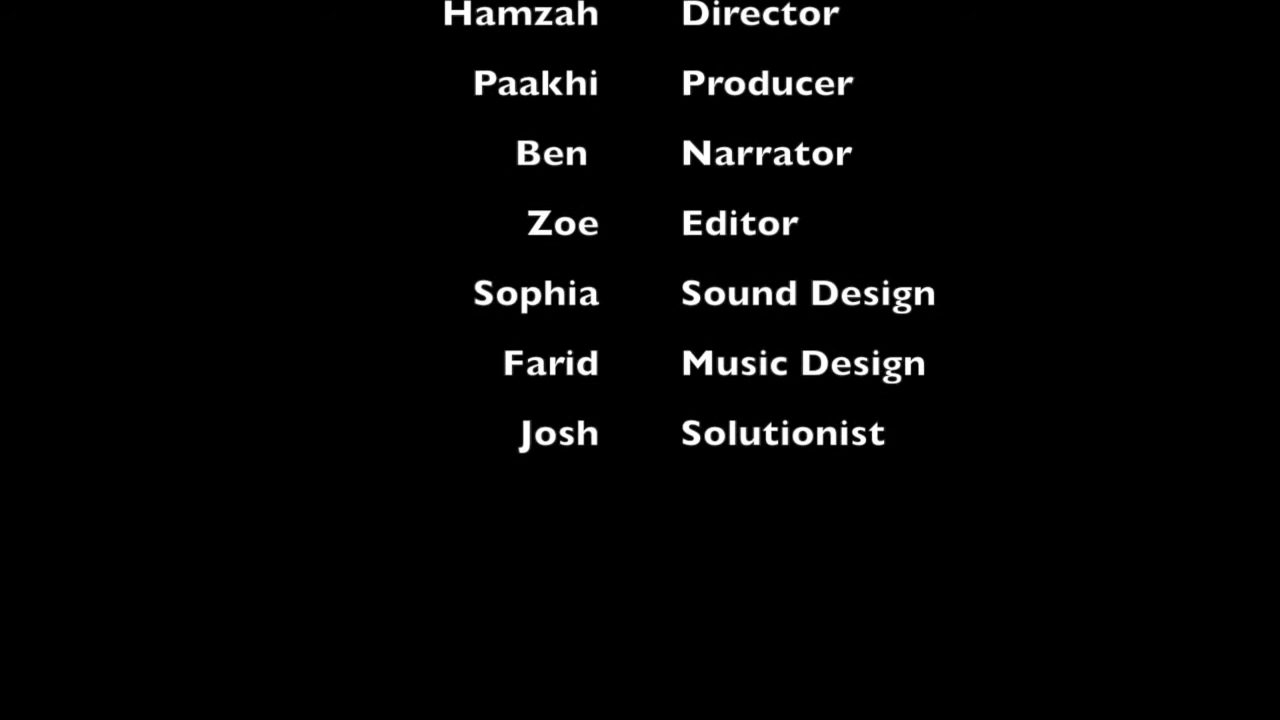 Hamzah Director
Paakhi Producer
Ben Narrator
Zoe Editor
Sophia Sound Design
Farid Music Design
Josh Solutionist